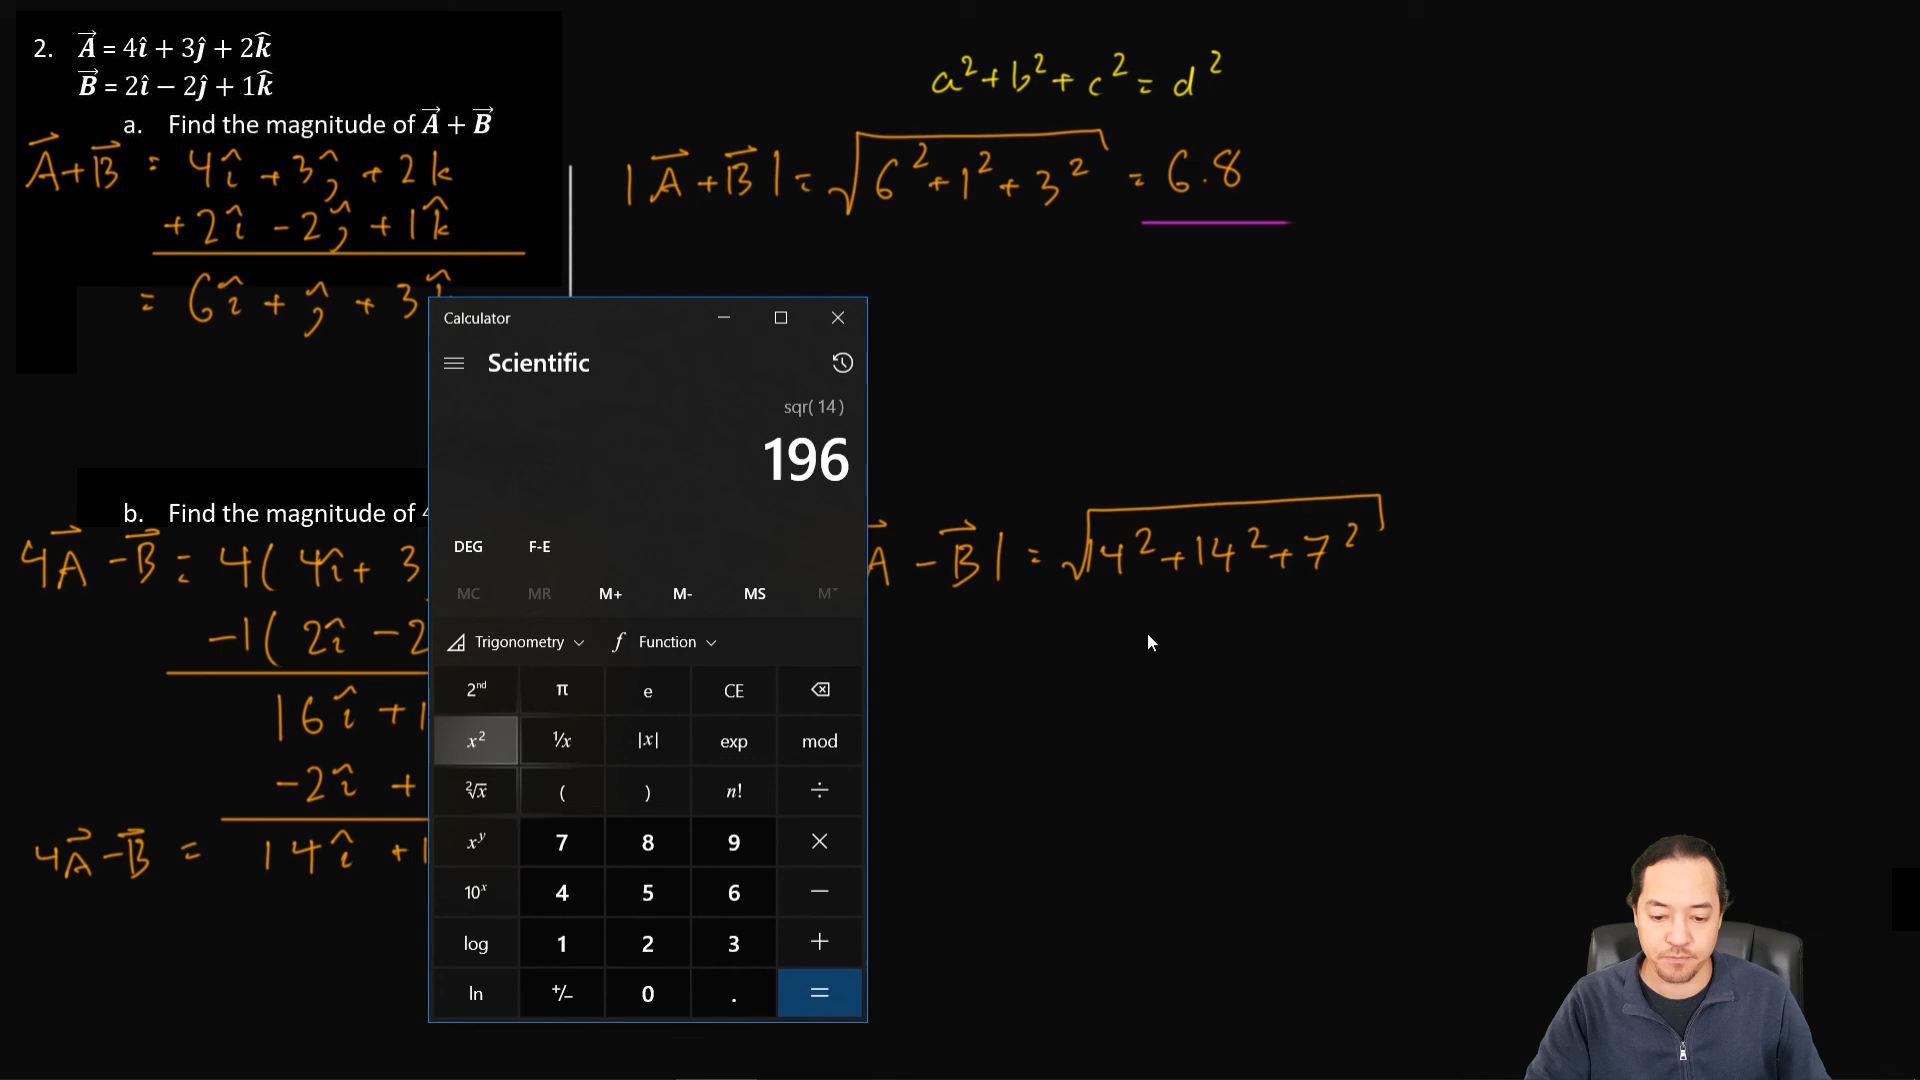 2. A⃗ = 4î + 3ĵ + 2k̂
B⃗ = 2î − 2ĵ + 1k̂
a. Find the magnitude of A⃗ + B⃗
A⃗+B⃗ = 4î + 3ĵ + 2k
+2î − 2ĵ + 1k̂
= 6î + ĵ + 3
a²+b²+c² = d²
|A⃗+B⃗| = √6²+1²+3² = 6.8
Calculator
Scientific
sqr( 14 )
196
DEG F-E
MC MR M+ M- MS M˅
Trigonometry f Function
2ⁿᵈ π e CE
x² ¹/x |x| exp mod
²√x ( ) n! ÷
xʸ 7 8 9 ×
10ˣ 4 5 6 −
log 1 2 3 +
ln +/− 0 . =
b. Find the magnitude of 4
4A⃗ − B⃗ = 4( 4î + 3
−1( 2î − 2
16î + 1
−2î +
4A⃗−B⃗ = 14î + 1
A⃗ − B⃗| = √14²+14²+7²